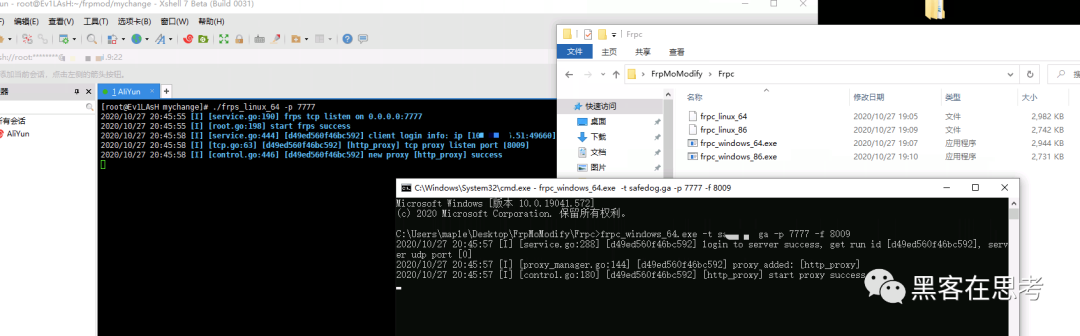 un - root@Ev1LAsH:~/frpmod/mychange - Xshell 7 Beta (Build 0031)
F) 编辑(E) 查看(V) 工具(T) 选项卡(B) 窗口(W) 帮助(H)
sh://root:********@ .9:22
添加当前会话，点击左侧的箭头按钮。
器
所有会话
AliYun
1 AliYun
[root@Ev1LAsH mychange]# ./frps_linux_64 -p 7777
2020/10/27 20:45:55 [I] [service.go:190] frps tcp listen on 0.0.0.0:7777
2020/10/27 20:45:55 [I] [root.go:198] start frps success
2020/10/27 20:45:58 [I] [service.go:444] [d49ed560f46bc592] client login info: ip [10 .51:49660]
2020/10/27 20:45:58 [I] [tcp.go:63] [d49ed560f46bc592] [http_proxy] tcp proxy listen port [8009]
2020/10/27 20:45:58 [I] [control.go:446] [d49ed560f46bc592] new proxy [http_proxy] success
Frpc
文件 主页 共享 查看
FrpMoModify > Frpc
快速访问
桌面
下载
文档
图片
名称 修改日期 类型 大小
frpc_linux_64 2020/10/27 19:05 文件 2,982 KB
frpc_linux_86 2020/10/27 19:09 文件 2,742 KB
frpc_windows_64.exe 2020/10/27 19:07 应用程序 2,944 KB
frpc_windows_86.exe 2020/10/27 19:10 应用程序 2,731 KB
C:\Windows\System32\cmd.exe - frpc_windows_64.exe -t safedog.ga -p 7777 -f 8009
Microsoft Windows [版本 10.0.19041.572]
(c) 2020 Microsoft Corporation. 保留所有权利。
C:\Users\maple\Desktop\FrpMoModify\Frpc>frpc_windows_64.exe -t sa ga -p 7777 -f 8009
2020/10/27 20:45:57 [I] [service.go:288] [d49ed560f46bc592] login to server success, get run id [d49ed560f46bc592], serv
er udp port [0]
2020/10/27 20:45:57 [I] [proxy_manager.go:144] [d49ed560f46bc592] proxy added: [http_proxy]
2020/10/27 20:45:57 [I] [control.go:180] [d49ed560f46bc592] [http_proxy] start proxy success
黑客在思考